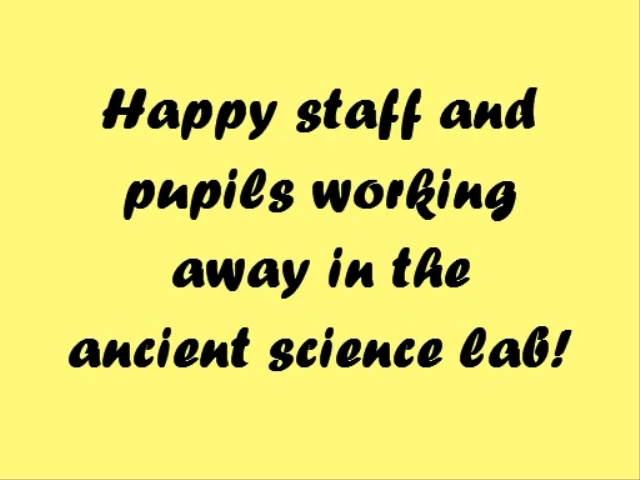 Happy staff and
pupils working
away in the
ancient science lab!